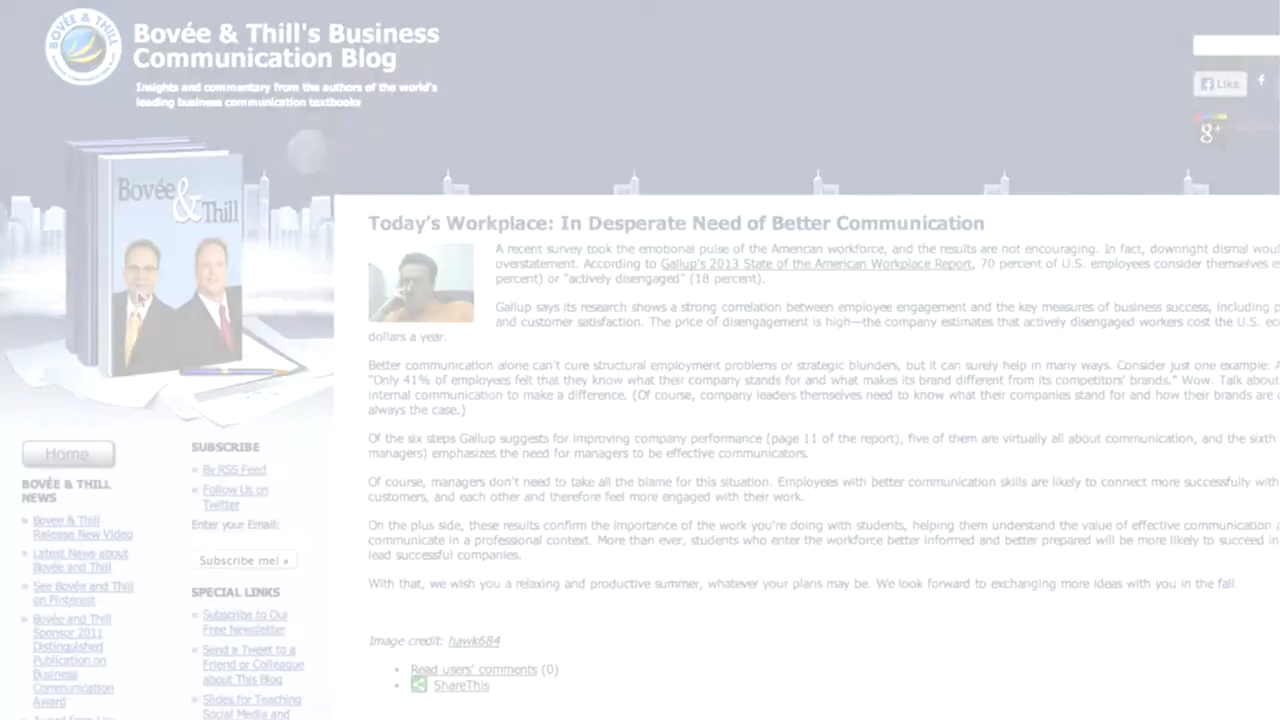 BOVÉE & THILL
Bovée & Thill's Business
Communication Blog
Insights and commentary from the authors of the world's
leading business communication textbooks
Like
g+
Bovée
&
Thill
Today's Workplace: In Desperate Need of Better Communication
A recent survey took the emotional pulse of the American workforce, and the results are not encouraging. In fact, downright dismal
overstatement. According to Gallup's 2013 State of the American Workplace Report, 70 percent of U.S. employees consider themselves
percent) or "actively disengaged" (18 percent).
Gallup says its research shows a strong correlation between employee engagement and the key measures of business success, including
and customer satisfaction. The price of disengagement is high—the company estimates that actively disengaged workers cost the U.S.
dollars a year.
Better communication alone can't cure structural employment problems or strategic blunders, but it can surely help in many ways. Consider just one example:
"Only 41% of employees felt that they know what their company stands for and what makes its brand different from its competitors' brands." Wow. Talk about
internal communication to make a difference. (Of course, company leaders themselves need to know what their companies stand for and how their brands are
always the case.)
Of the six steps Gallup suggests for improving company performance (page 11 of the report), five of them are virtually all about communication, and the sixth
managers) emphasizes the need for managers to be effective communicators.
Of course, managers don't need to take all the blame for this situation. Employees with better communication skills are likely to connect more successfully with
customers, and each other and therefore feel more engaged with their work.
On the plus side, these results confirm the importance of the work you're doing with students, helping them understand the value of effective communication
communicate in a professional context. More than ever, students who enter the workforce better informed and better prepared will be more likely to succeed in
lead successful companies.
With that, we wish you a relaxing and productive summer, whatever your plans may be. We look forward to exchanging more ideas with you in the fall.
Image credit: hawk684
• Read users' comments (0)
• ShareThis
Home
BOVÉE & THILL
NEWS
» Bovee & Thill
Release New Video
» Latest News about
Bovée and Thill
» See Bovée and Thill
on Pinterest
» Bovée and Thill
Sponsor 2011
Distinguished
Publication on
Business
Communication
Award
SUBSCRIBE
» By RSS Feed
» Follow Us on
Twitter
Enter your Email:
Subscribe me! »
SPECIAL LINKS
» Subscribe to Our
Free Newsletter
» Send a Tweet to a
Friend or Colleague
about This Blog
» Slides for Teaching
Social Media and